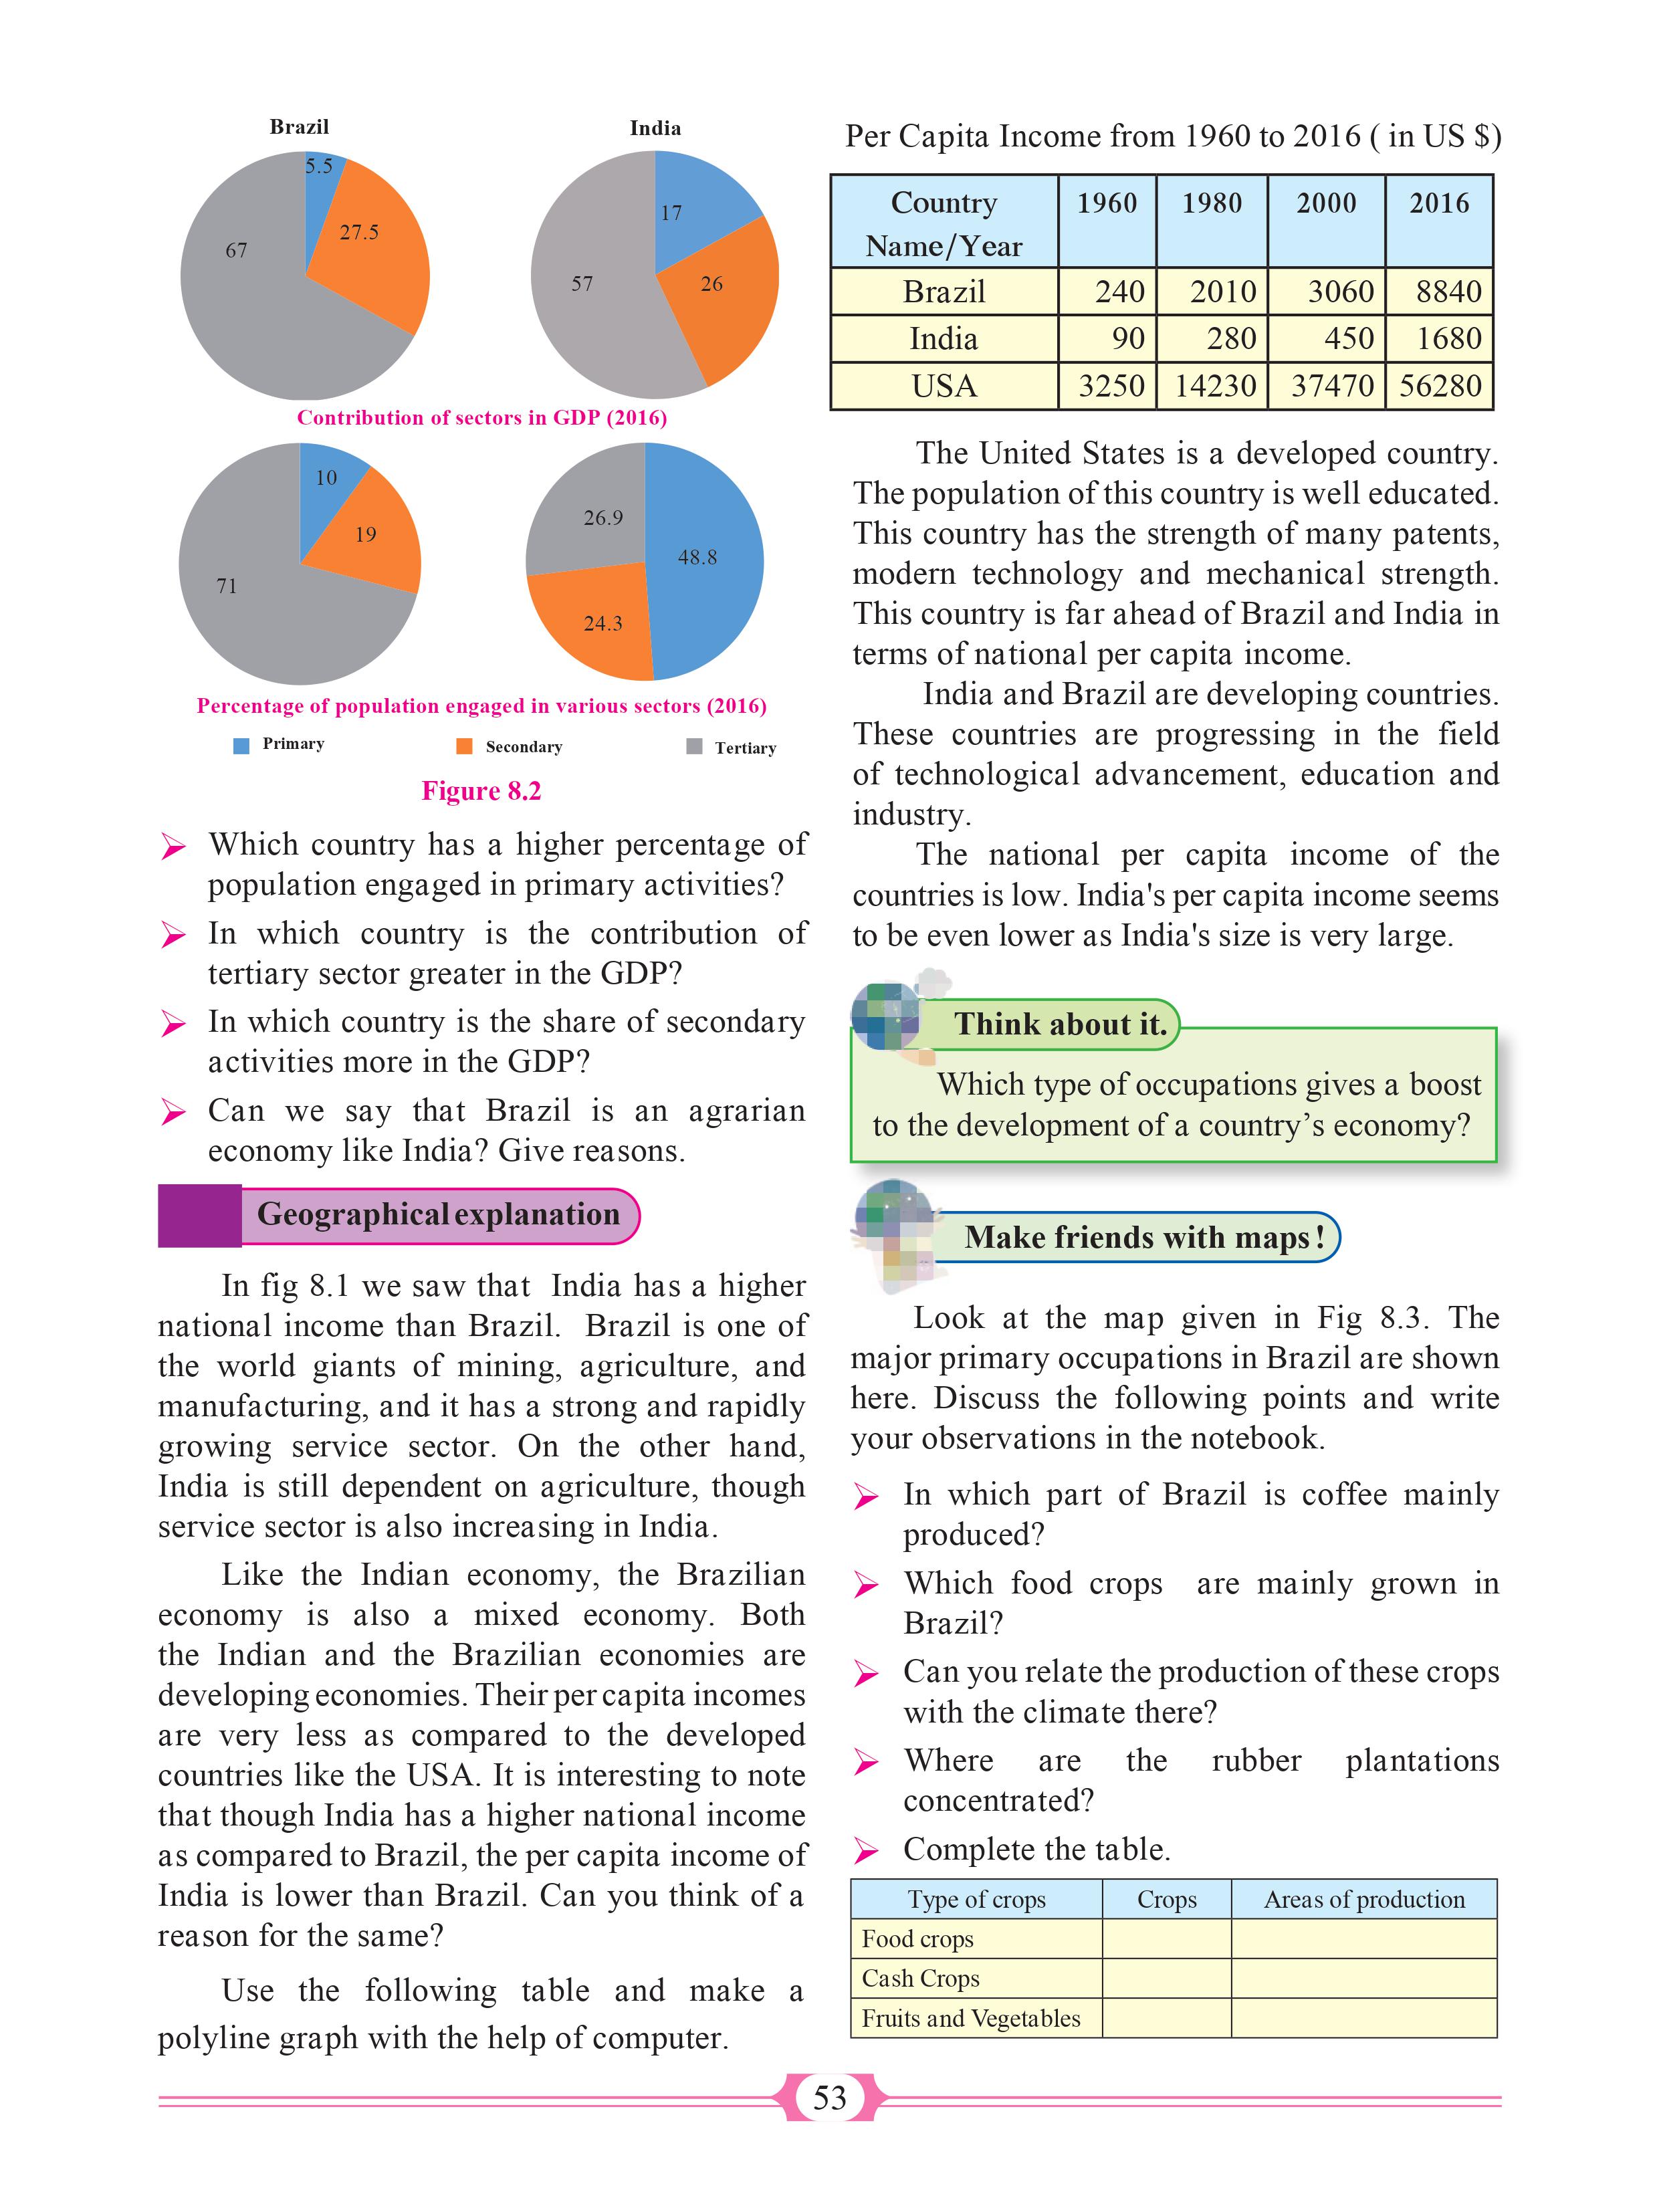 Brazil
India
5.5
27.5
67
17
26
57
Contribution of sectors in GDP (2016)
10
19
71
26.9
48.8
24.3
Percentage of population engaged in various sectors (2016)
Primary
Secondary
Tertiary
Figure 8.2
Which country has a higher percentage of
population engaged in primary activities?
In which country is the contribution of
tertiary sector greater in the GDP?
In which country is the share of secondary
activities more in the GDP?
Can we say that Brazil is an agrarian
economy like India? Give reasons.
Geographical explanation
In fig 8.1 we saw that India has a higher
national income than Brazil. Brazil is one of
the world giants of mining, agriculture, and
manufacturing, and it has a strong and rapidly
growing service sector. On the other hand,
India is still dependent on agriculture, though
service sector is also increasing in India.
Like the Indian economy, the Brazilian
economy is also a mixed economy. Both
the Indian and the Brazilian economies are
developing economies. Their per capita incomes
are very less as compared to the developed
countries like the USA. It is interesting to note
that though India has a higher national income
as compared to Brazil, the per capita income of
India is lower than Brazil. Can you think of a
reason for the same?
Use the following table and make a
polyline graph with the help of computer.
Per Capita Income from 1960 to 2016 ( in US $)
Country 1960 1980 2000 2016
Name/Year
Brazil 240 2010 3060 8840
India 90 280 450 1680
USA 3250 14230 37470 56280
The United States is a developed country.
The population of this country is well educated.
This country has the strength of many patents,
modern technology and mechanical strength.
This country is far ahead of Brazil and India in
terms of national per capita income.
India and Brazil are developing countries.
These countries are progressing in the field
of technological advancement, education and
industry.
The national per capita income of the
countries is low. India's per capita income seems
to be even lower as India's size is very large.
Think about it.
Which type of occupations gives a boost
to the development of a country’s economy?
Make friends with maps!
Look at the map given in Fig 8.3. The
major primary occupations in Brazil are shown
here. Discuss the following points and write
your observations in the notebook.
In which part of Brazil is coffee mainly
produced?
Which food crops are mainly grown in
Brazil?
Can you relate the production of these crops
with the climate there?
Where are the rubber plantations
concentrated?
Complete the table.
Type of crops Crops Areas of production
Food crops
Cash Crops
Fruits and Vegetables
53